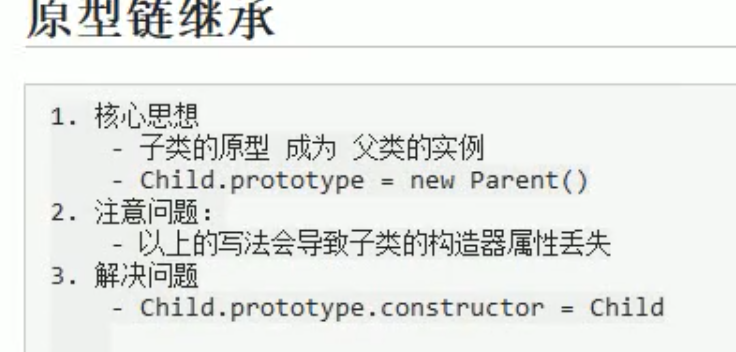 原型链继承
1. 核心思想
- 子类的原型 成为 父类的实例
- Child.prototype = new Parent()
2. 注意问题:
- 以上的写法会导致子类的构造器属性丢失
3. 解决问题
- Child.prototype.constructor = Child